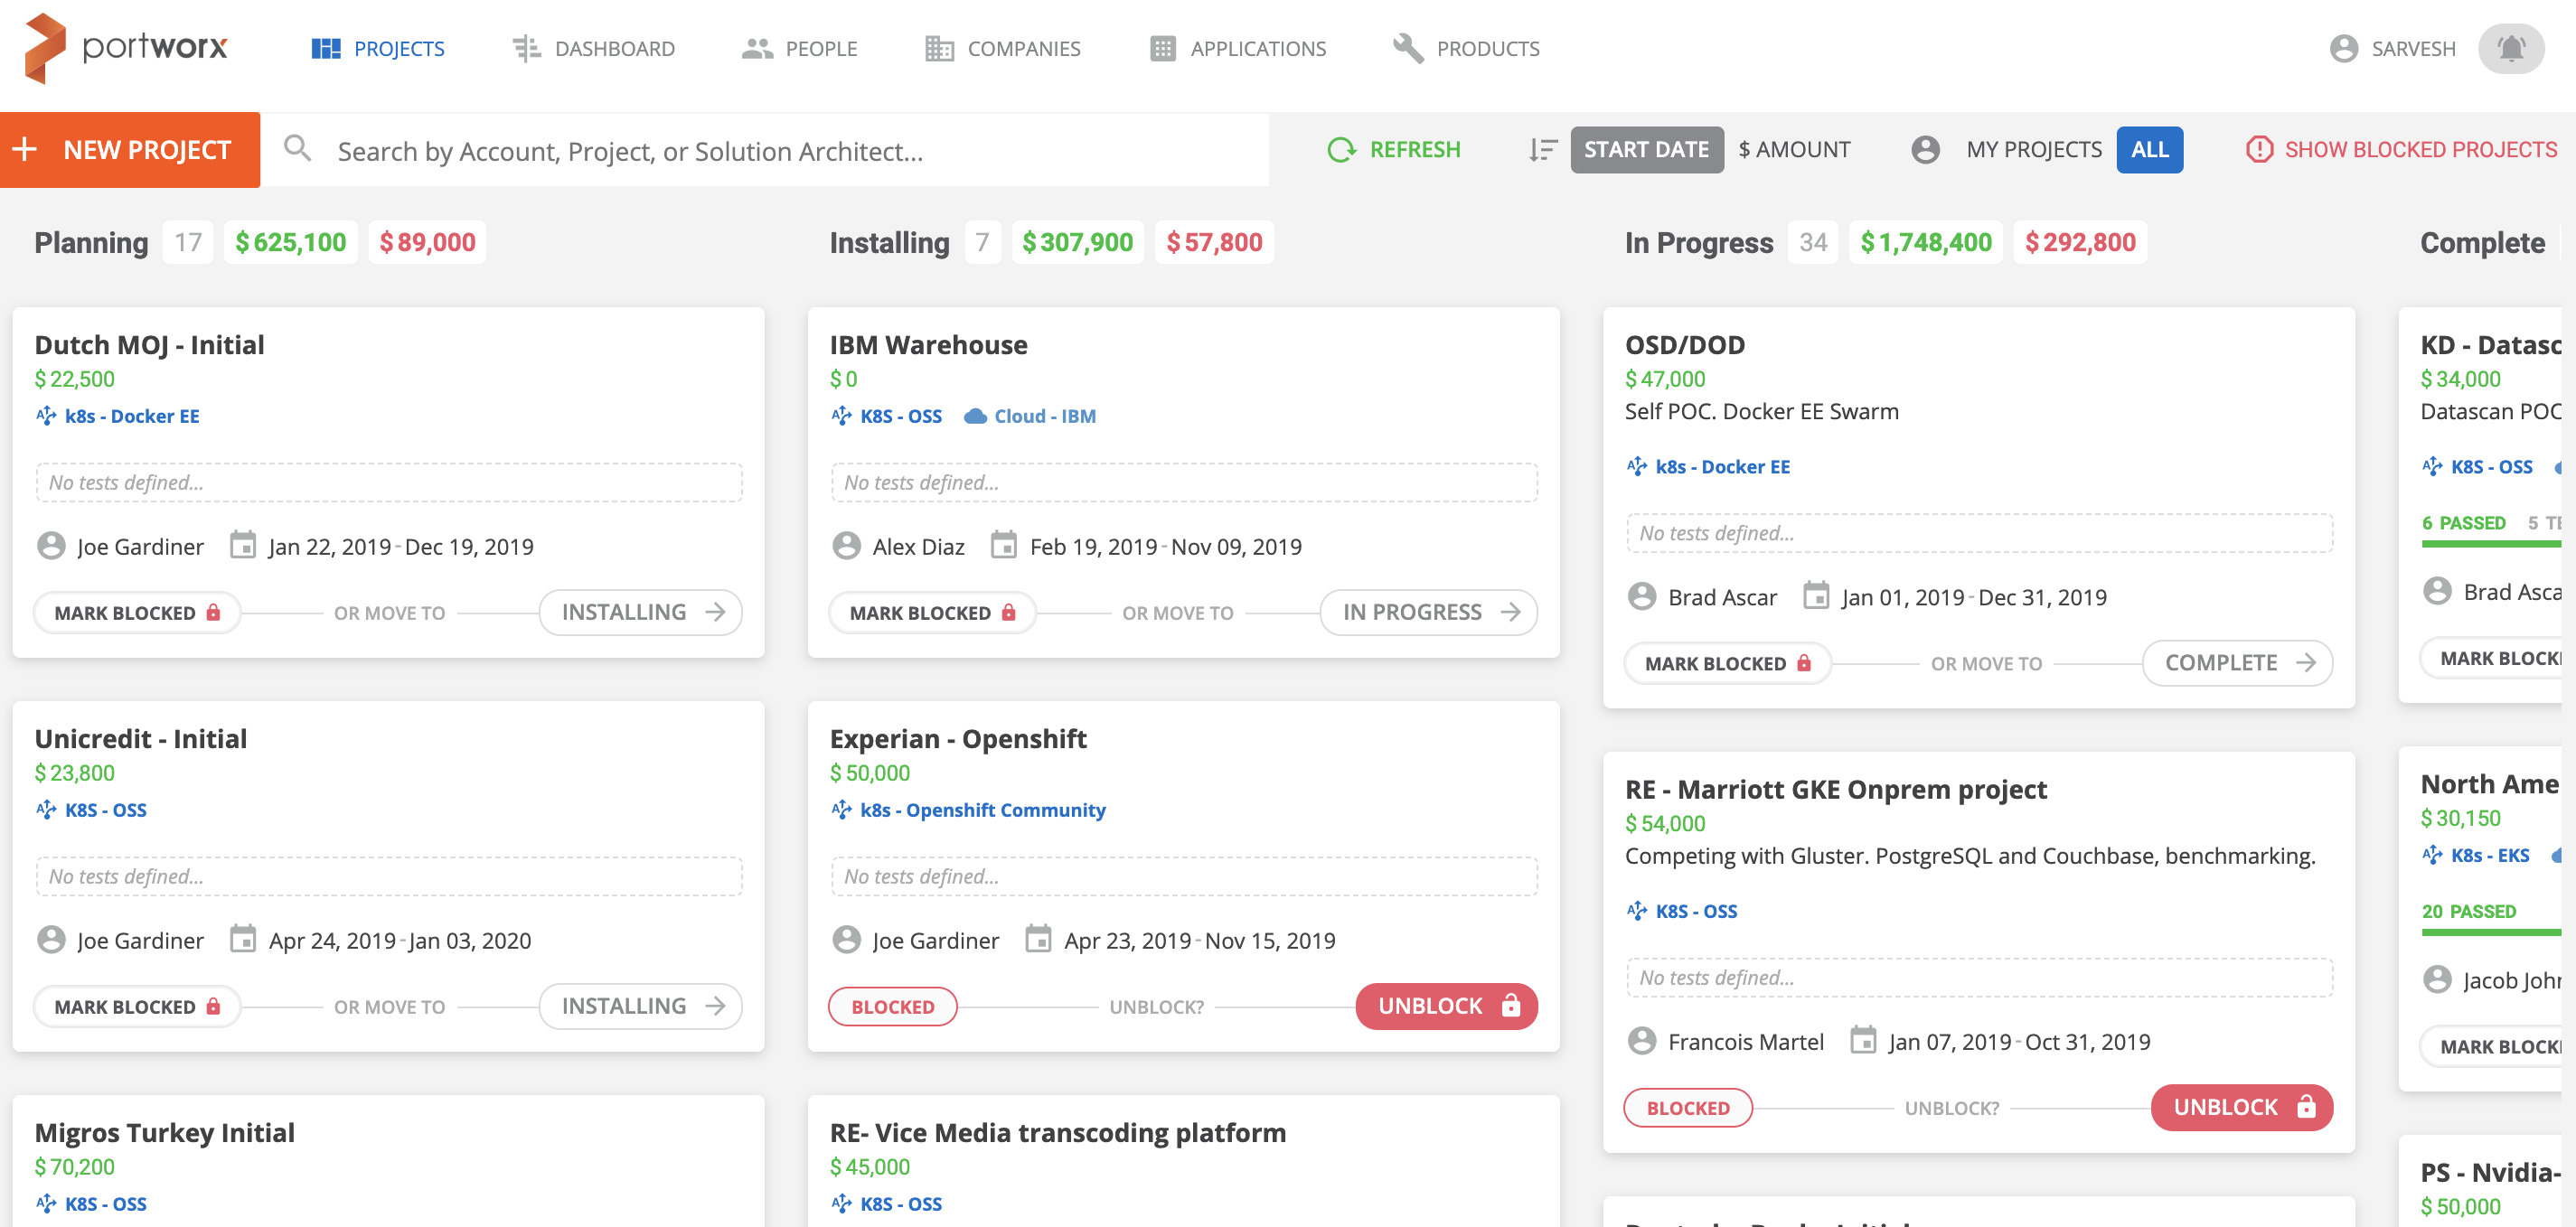 portworx PROJECTS DASHBOARD PEOPLE COMPANIES APPLICATIONS PRODUCTS SARVESH
+ NEW PROJECT Search by Account, Project, or Solution Architect... REFRESH START DATE $ AMOUNT MY PROJECTS ALL SHOW BLOCKED PROJECTS
Planning 17 $625,100 $89,000
Dutch MOJ - Initial
$22,500
k8s - Docker EE
No tests defined...
Joe Gardiner Jan 22, 2019 - Dec 19, 2019
MARK BLOCKED OR MOVE TO INSTALLING
Unicredit - Initial
$23,800
K8S - OSS
No tests defined...
Joe Gardiner Apr 24, 2019 - Jan 03, 2020
MARK BLOCKED OR MOVE TO INSTALLING
Migros Turkey Initial
$70,200
K8S - OSS
Installing 7 $307,900 $57,800
IBM Warehouse
$0
K8S - OSS Cloud - IBM
No tests defined...
Alex Diaz Feb 19, 2019 - Nov 09, 2019
MARK BLOCKED OR MOVE TO IN PROGRESS
Experian - Openshift
$50,000
k8s - Openshift Community
No tests defined...
Joe Gardiner Apr 23, 2019 - Nov 15, 2019
BLOCKED UNBLOCK? UNBLOCK
RE- Vice Media transcoding platform
$45,000
K8S - OSS
In Progress 34 $1,748,400 $292,800
OSD/DOD
$47,000
Self POC. Docker EE Swarm
k8s - Docker EE
No tests defined...
Brad Ascar Jan 01, 2019 - Dec 31, 2019
MARK BLOCKED OR MOVE TO COMPLETE
RE - Marriott GKE Onprem project
$54,000
Competing with Gluster. PostgreSQL and Couchbase, benchmarking.
K8S - OSS
No tests defined...
Francois Martel Jan 07, 2019 - Oct 31, 2019
BLOCKED UNBLOCK? UNBLOCK
Complete
KD - Datasc
$34,000
Datascan POC
K8S - OSS
6 PASSED 5 TE
Brad Asca
MARK BLOCK
North Ame
$30,150
K8s - EKS
20 PASSED
Jacob John
MARK BLOCK
PS - Nvidia-
$50,000